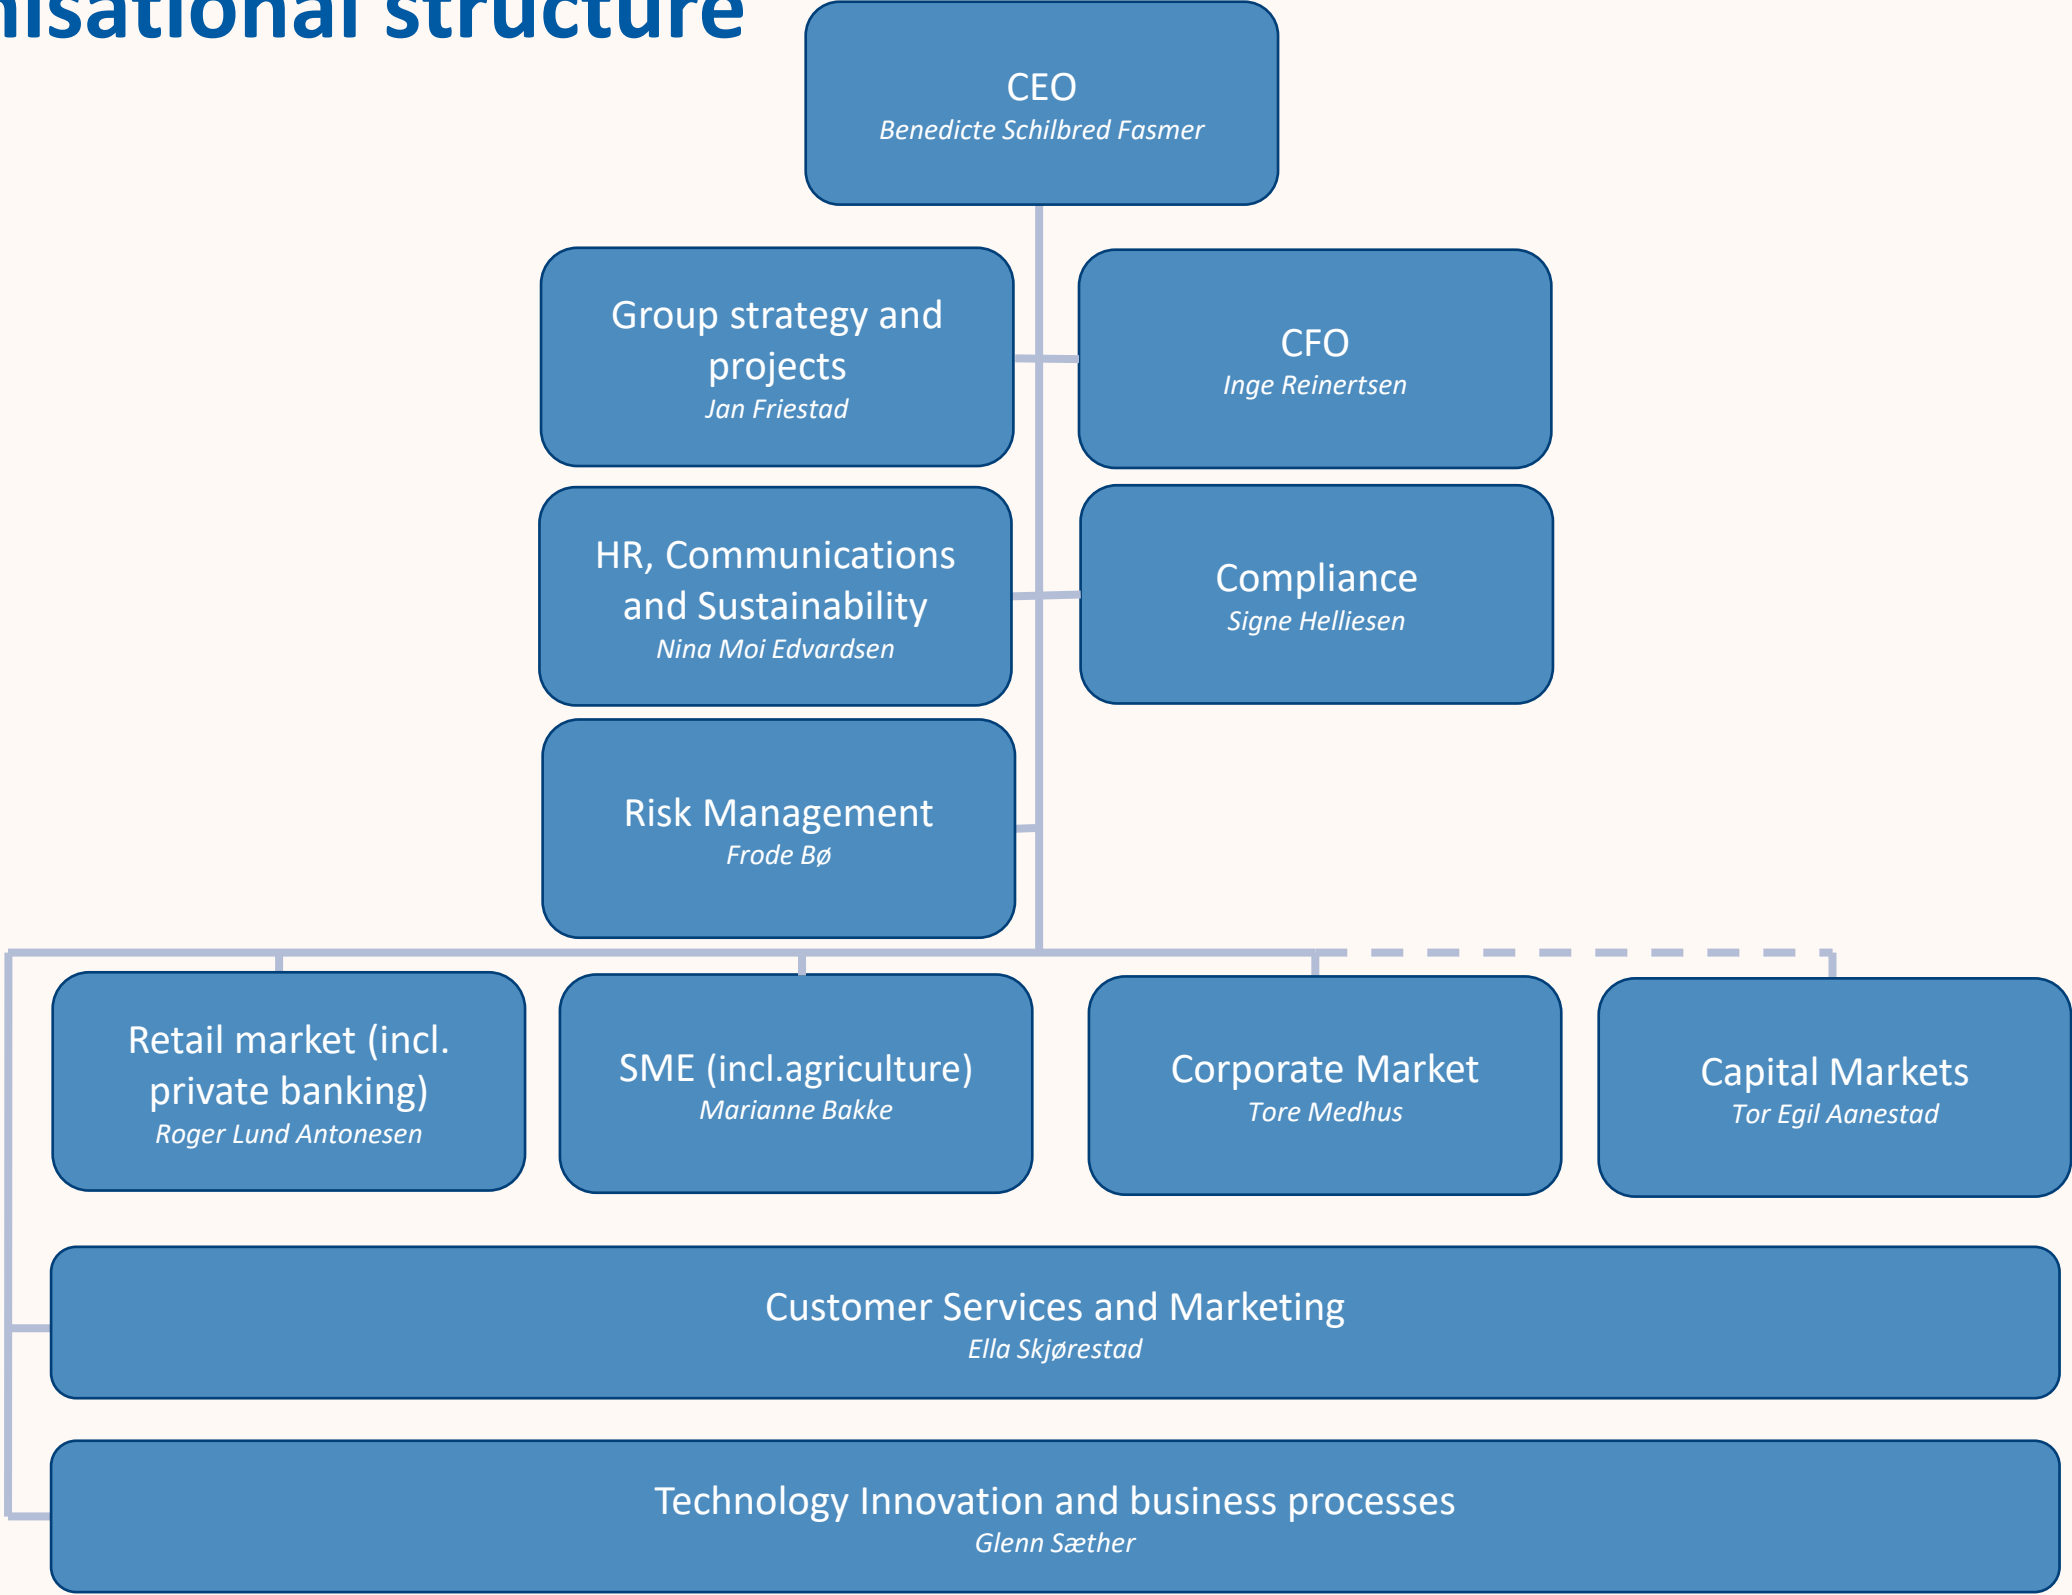 nisational structure
CEO
Benedicte Schilbred Fasmer
Group strategy and
projects
Jan Friestad
CFO
Inge Reinertsen
HR, Communications
and Sustainability
Nina Moi Edvardsen
Compliance
Signe Helliesen
Risk Management
Frode Bø
Retail market (incl.
private banking)
Roger Lund Antonesen
SME (incl.agriculture)
Marianne Bakke
Corporate Market
Tore Medhus
Capital Markets
Tor Egil Aanestad
Customer Services and Marketing
Ella Skjørestad
Technology Innovation and business processes
Glenn Sæther